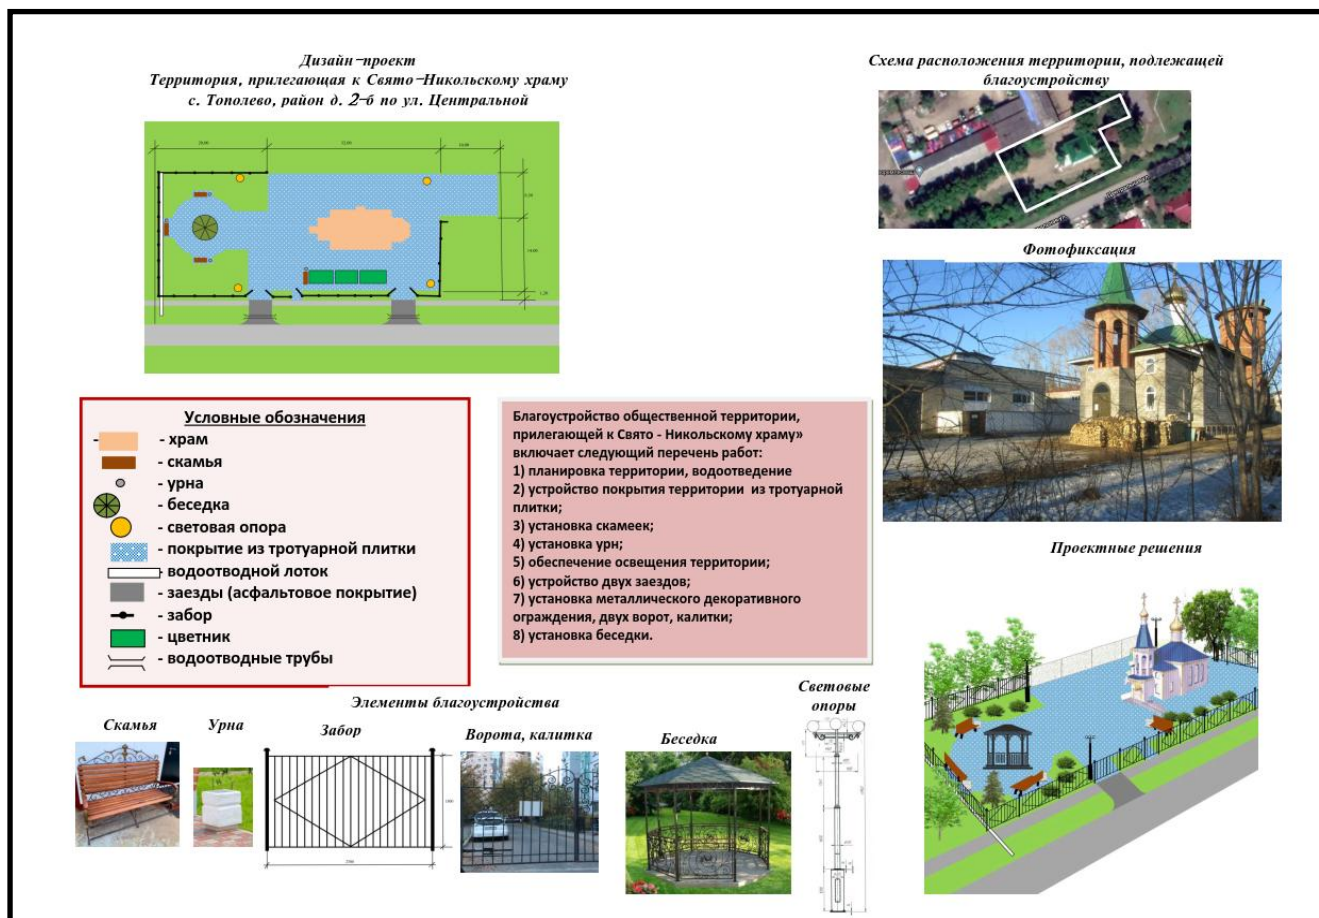 Дизайн-проект
Территория, прилегающая к Свято-Никольскому храму
с. Тополево, район д. 2-б по ул. Центральной
Схема расположения территории, подлежащей
благоустройству
Фотофиксация
Условные обозначения
- храм
- скамья
- урна
- беседка
- световая опора
- покрытие из тротуарной плитки
- водоотводной лоток
- заезды (асфальтовое покрытие)
- забор
- цветник
- водоотводные трубы
Благоустройство общественной территории,
прилегающей к Свято - Никольскому храму»
включает следующий перечень работ:
1) планировка территории, водоотведение
2) устройство покрытия территории из тротуарной
плитки;
3) установка скамеек;
4) установка урн;
5) обеспечение освещения территории;
6) устройство двух заездов;
7) установка металлического декоративного
ограждения, двух ворот, калитки;
8) установка беседки.
Проектные решения
Элементы благоустройства
Скамья
Урна
Забор
Ворота, калитка
Беседка
Световые
опоры